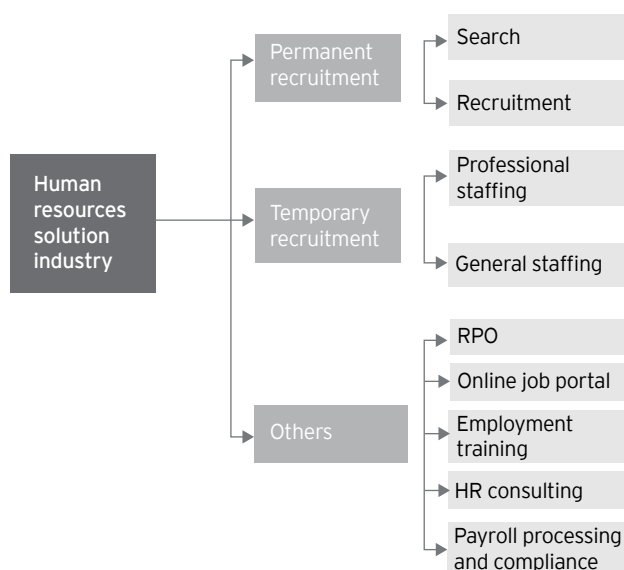 Human
resources
solution
industry
Permanent
recruitment
Search
Recruitment
Temporary
recruitment
Professional
staffing
General staffing
Others
RPO
Online job portal
Employment
training
HR consulting
Payroll processing
and compliance